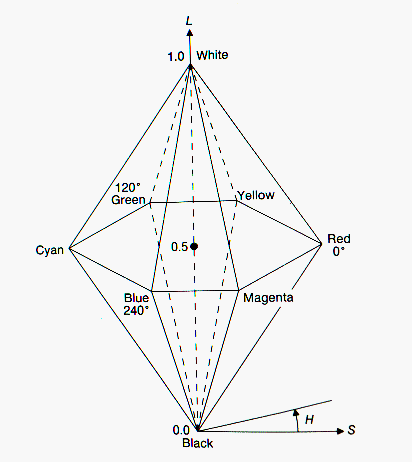 L
1.0 White
120°
Green
Yellow
Cyan
0.5
Red
0°
Blue
240°
Magenta
H
0.0
S
Black